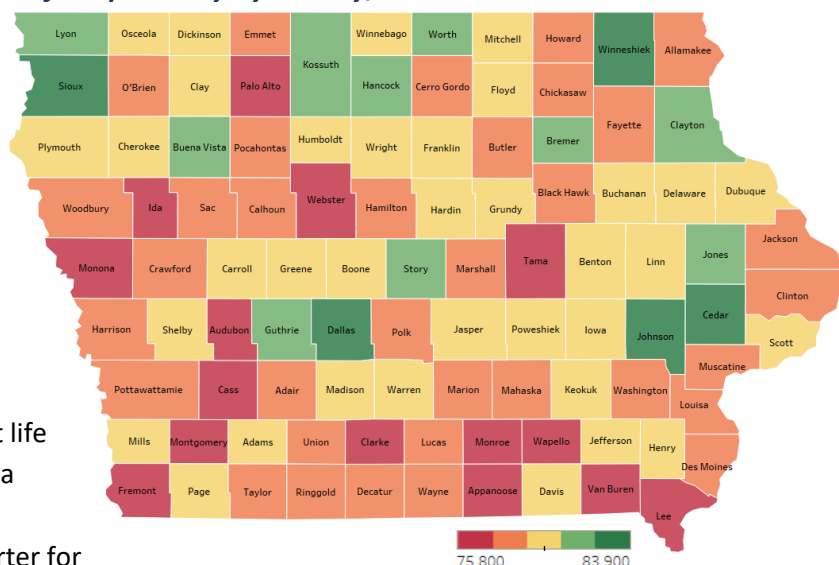 Lyon Osceola Dickinson Emmet Winnebago Worth Mitchell Howard Winneshiek Allamakee
Kossuth
Sioux O'Brien Clay Palo Alto Hancock Cerro Gordo Floyd Chickasaw
Fayette Clayton
Plymouth Cherokee Buena Vista Pocahontas Humboldt Wright Franklin Butler Bremer
Woodbury Ida Sac Calhoun Webster Hamilton Hardin Grundy Black Hawk Buchanan Delaware Dubuque
Jackson
Monona Crawford Carroll Greene Boone Story Marshall Tama Benton Linn Jones
Clinton
Harrison Shelby Audubon Guthrie Dallas Polk Jasper Poweshiek Iowa Johnson Cedar
Scott
Muscatine
Pottawattamie Cass Adair Madison Warren Marion Mahaska Keokuk Washington
Louisa
t life
Mills Montgomery Adams Union Clarke Lucas Monroe Wapello Jefferson Henry
Des Moines
a
Fremont Page Taylor Ringgold Decatur Wayne Appanoose Davis Van Buren
Lee
rter for
75.800 83.900